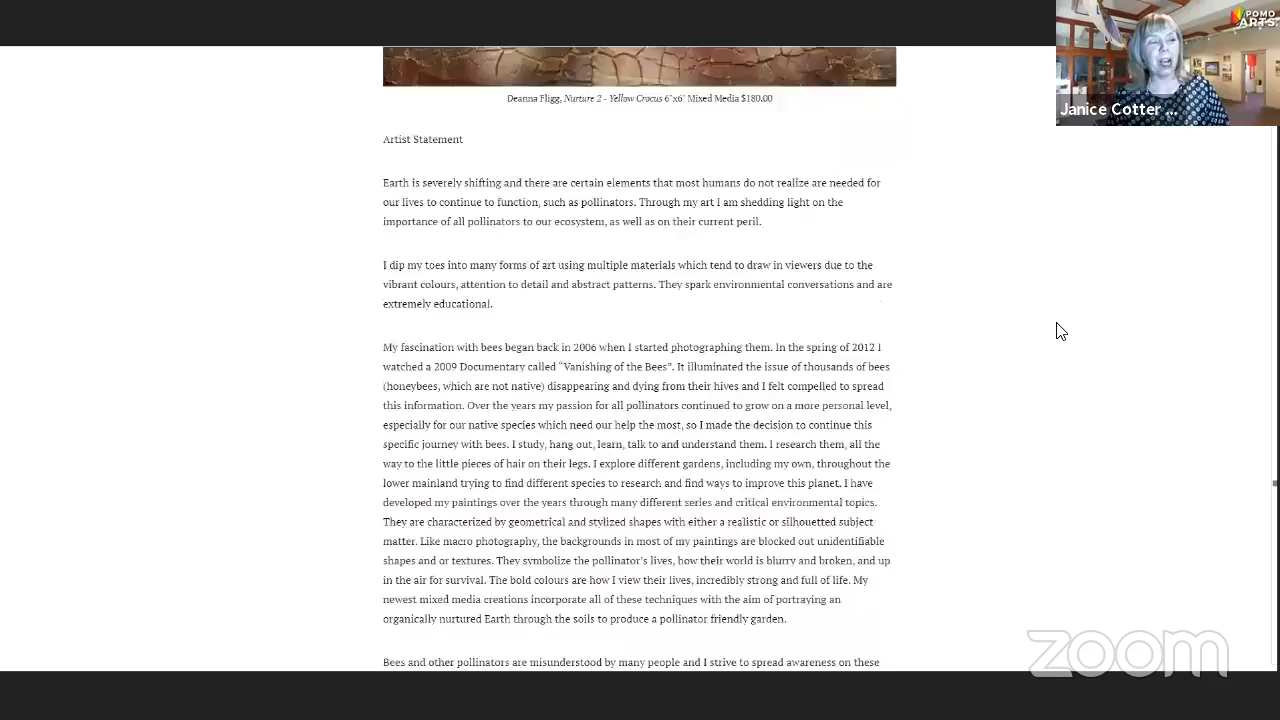 POMO
ARTS
Janice Cotter ...
Deanna Fligg, Nurture 2 - Yellow Crocus 6"x6" Mixed Media $180.00
Artist Statement
Earth is severely shifting and there are certain elements that most humans do not realize are needed for
our lives to continue to function, such as pollinators. Through my art I am shedding light on the
importance of all pollinators to our ecosystem, as well as on their current peril.
I dip my toes into many forms of art using multiple materials which tend to draw in viewers due to the
vibrant colours, attention to detail and abstract patterns. They spark environmental conversations and are
extremely educational.
My fascination with bees began back in 2006 when I started photographing them. In the spring of 2012 I
watched a 2009 Documentary called “Vanishing of the Bees”. It illuminated the issue of thousands of bees
(honeybees, which are not native) disappearing and dying from their hives and I felt compelled to spread
this information. Over the years my passion for all pollinators continued to grow on a more personal level,
especially for our native species which need our help the most, so I made the decision to continue this
specific journey with bees. I study, hang out, learn, talk to and understand them. I research them, all the
way to the little pieces of hair on their legs. I explore different gardens, including my own, throughout the
lower mainland trying to find different species to research and find ways to improve this planet. I have
developed my paintings over the years through many different series and critical environmental topics.
They are characterized by geometrical and stylized shapes with either a realistic or silhouetted subject
matter. Like macro photography, the backgrounds in most of my paintings are blocked out unidentifiable
shapes and or textures. They symbolize the pollinator’s lives, how their world is blurry and broken, and up
in the air for survival. The bold colours are how I view their lives, incredibly strong and full of life. My
newest mixed media creations incorporate all of these techniques with the aim of portraying an
organically nurtured Earth through the soils to produce a pollinator friendly garden.
Bees and other pollinators are misunderstood by many people and I strive to spread awareness on these
zoom